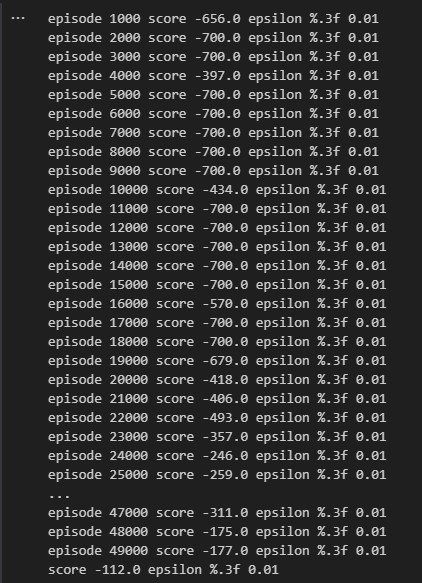 ...
episode 1000 score -656.0 epsilon %.3f 0.01
episode 2000 score -700.0 epsilon %.3f 0.01
episode 3000 score -700.0 epsilon %.3f 0.01
episode 4000 score -397.0 epsilon %.3f 0.01
episode 5000 score -700.0 epsilon %.3f 0.01
episode 6000 score -700.0 epsilon %.3f 0.01
episode 7000 score -700.0 epsilon %.3f 0.01
episode 8000 score -700.0 epsilon %.3f 0.01
episode 9000 score -700.0 epsilon %.3f 0.01
episode 10000 score -434.0 epsilon %.3f 0.01
episode 11000 score -700.0 epsilon %.3f 0.01
episode 12000 score -700.0 epsilon %.3f 0.01
episode 13000 score -700.0 epsilon %.3f 0.01
episode 14000 score -700.0 epsilon %.3f 0.01
episode 15000 score -700.0 epsilon %.3f 0.01
episode 16000 score -570.0 epsilon %.3f 0.01
episode 17000 score -700.0 epsilon %.3f 0.01
episode 18000 score -700.0 epsilon %.3f 0.01
episode 19000 score -679.0 epsilon %.3f 0.01
episode 20000 score -418.0 epsilon %.3f 0.01
episode 21000 score -406.0 epsilon %.3f 0.01
episode 22000 score -493.0 epsilon %.3f 0.01
episode 23000 score -357.0 epsilon %.3f 0.01
episode 24000 score -246.0 epsilon %.3f 0.01
episode 25000 score -259.0 epsilon %.3f 0.01
...
episode 47000 score -311.0 epsilon %.3f 0.01
episode 48000 score -175.0 epsilon %.3f 0.01
episode 49000 score -177.0 epsilon %.3f 0.01
score -112.0 epsilon %.3f 0.01